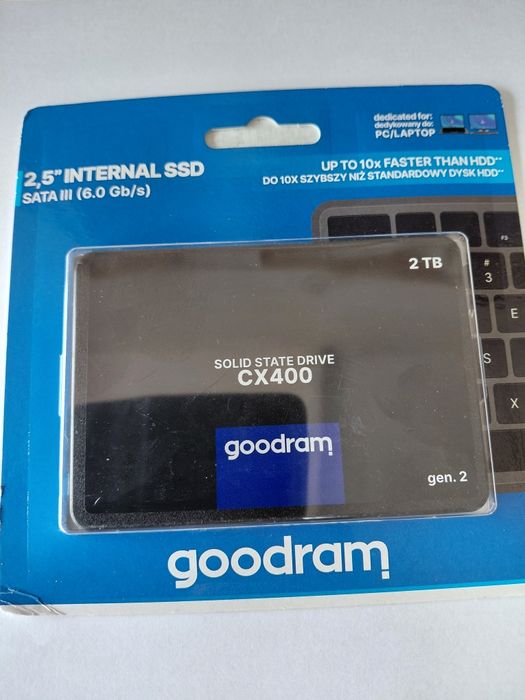 dedicated for:
dedykowany do:
PC/LAPTOP
2,5” INTERNAL SSD
SATA III (6.0 Gb/s)
UP TO 10x FASTER THAN HDD**
DO 10X SZYBSZY NIŻ STANDARDOWY DYSK HDD**
F3
2 TB
#
3
E
SOLID STATE DRIVE
CX400
S
X
goodram
gen. 2
goodram